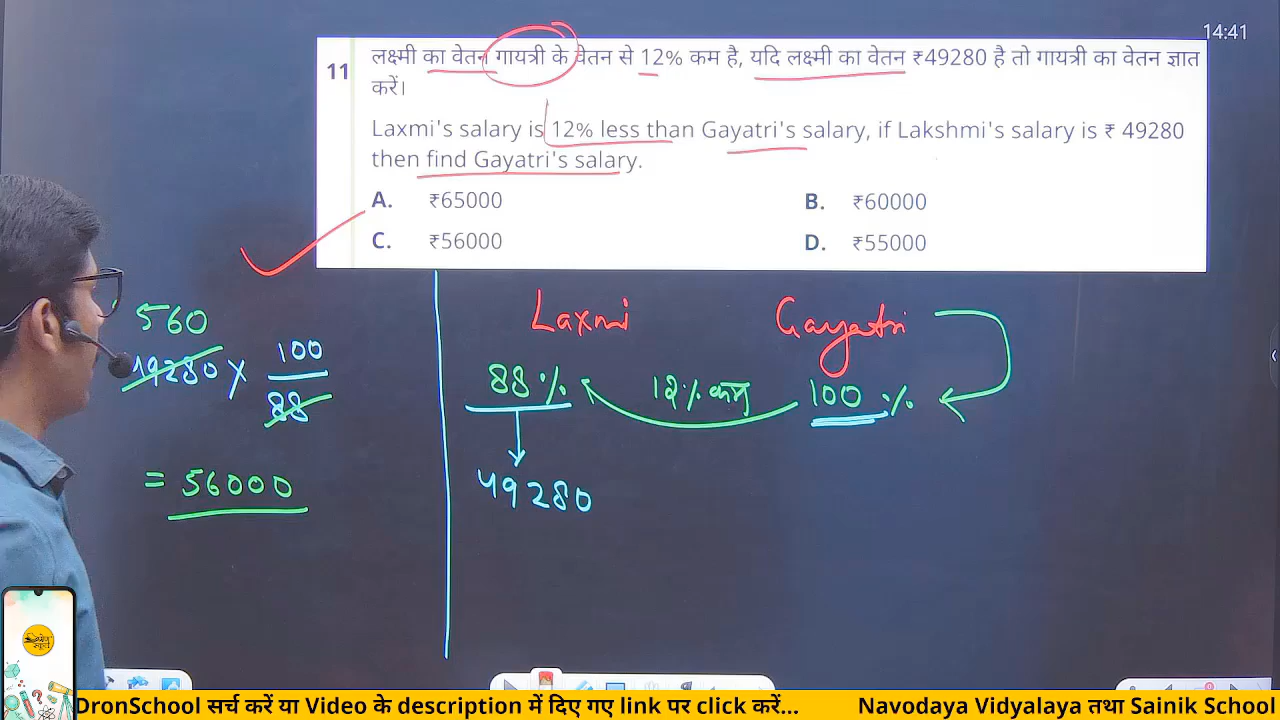 14:41
11 लक्ष्मी का वेतन गायत्री के वेतन से 12% कम है, यदि लक्ष्मी का वेतन ₹49280 है तो गायत्री का वेतन ज्ञात
करें।
Laxmi's salary is 12% less than Gayatri's salary, if Lakshmi's salary is ₹ 49280
then find Gayatri's salary.
A. ₹65000 B. ₹60000
C. ₹56000 D. ₹55000
Laxmi Gayatri
88% 12% कम 100%
49280
560
49280 × 100
88
= 56000
DronSchool सर्च करें या Video के description में दिए गए link पर click करें... Navodaya Vidyalaya तथा Sainik School